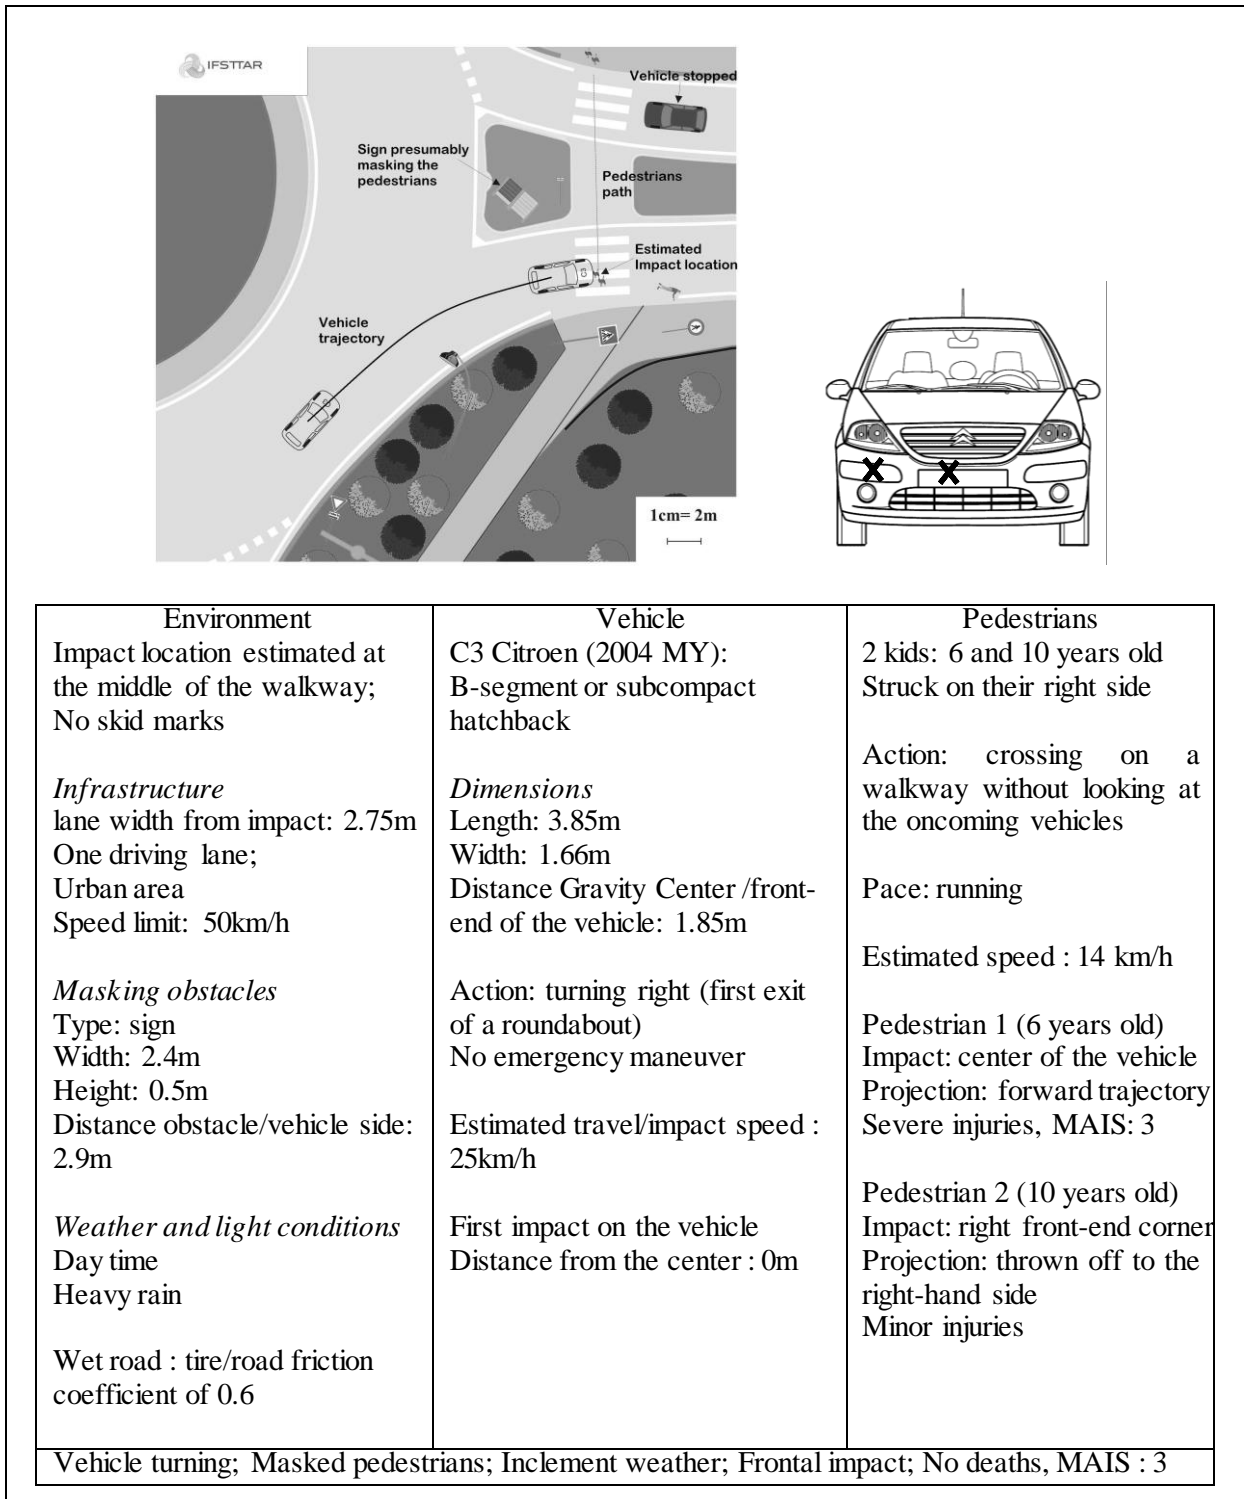 IFSTTAR
Vehicle stopped
Sign presumably
masking the
pedestrians
Pedestrians
path
Estimated
Impact location
Vehicle
trajectory
C3
1cm= 2m
Environment
Impact location estimated at
the middle of the walkway;
No skid marks
Infrastructure
lane width from impact: 2.75m
One driving lane;
Urban area
Speed limit: 50km/h
Masking obstacles
Type: sign
Width: 2.4m
Height: 0.5m
Distance obstacle/vehicle side:
2.9m
Weather and light conditions
Day time
Heavy rain
Wet road : tire/road friction
coefficient of 0.6
Vehicle
C3 Citroen (2004 MY):
B-segment or subcompact
hatchback
Dimensions
Length: 3.85m
Width: 1.66m
Distance Gravity Center /front-
end of the vehicle: 1.85m
Action: turning right (first exit
of a roundabout)
No emergency maneuver
Estimated travel/impact speed :
25km/h
First impact on the vehicle
Distance from the center : 0m
Pedestrians
2 kids: 6 and 10 years old
Struck on their right side
Action: crossing on a
walkway without looking at
the oncoming vehicles
Pace: running
Estimated speed : 14 km/h
Pedestrian 1 (6 years old)
Impact: center of the vehicle
Projection: forward trajectory
Severe injuries, MAIS: 3
Pedestrian 2 (10 years old)
Impact: right front-end corner
Projection: thrown off to the
right-hand side
Minor injuries
Vehicle turning; Masked pedestrians; Inclement weather; Frontal impact; No deaths, MAIS : 3